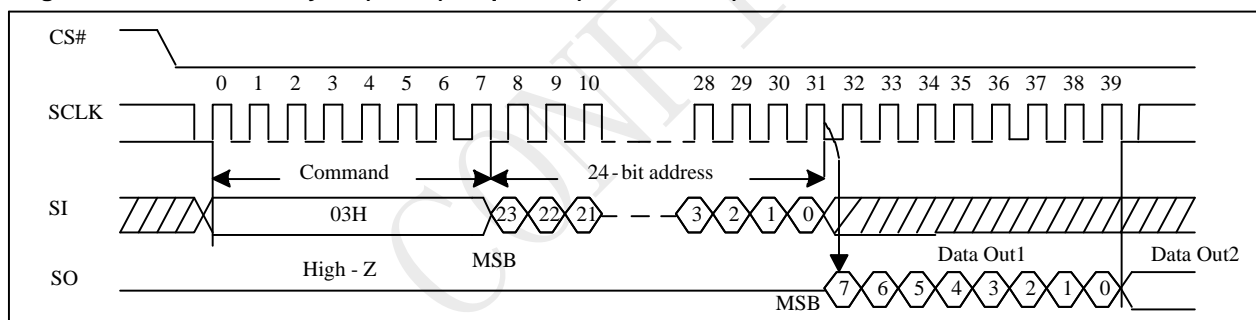 CS#
0 1 2 3 4 5 6 7 8 9 10 28 29 30 31 32 33 34 35 36 37 38 39
SCLK
Command 24-bit address
SI 03H 23 22 21 3 2 1 0
MSB Data Out1 Data Out2
High - Z
SO MSB 7 6 5 4 3 2 1 0